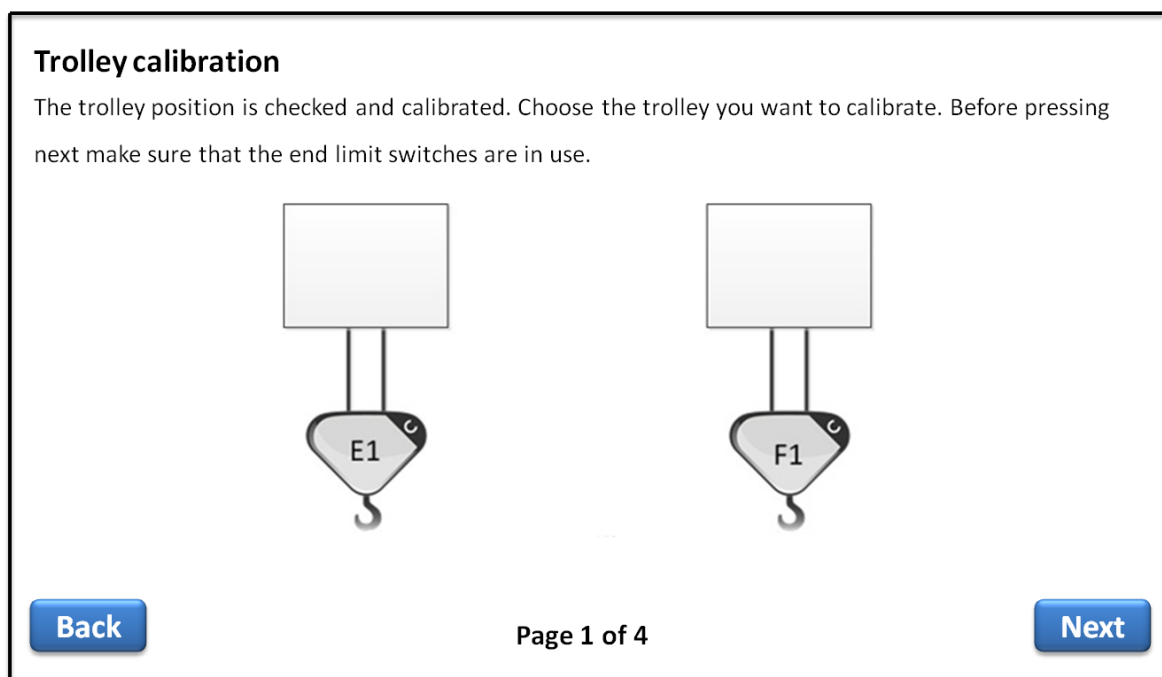 Trolley calibration
The trolley position is checked and calibrated. Choose the trolley you want to calibrate. Before pressing
next make sure that the end limit switches are in use.
C
C
E1
F1
Back
Page 1 of 4
Next